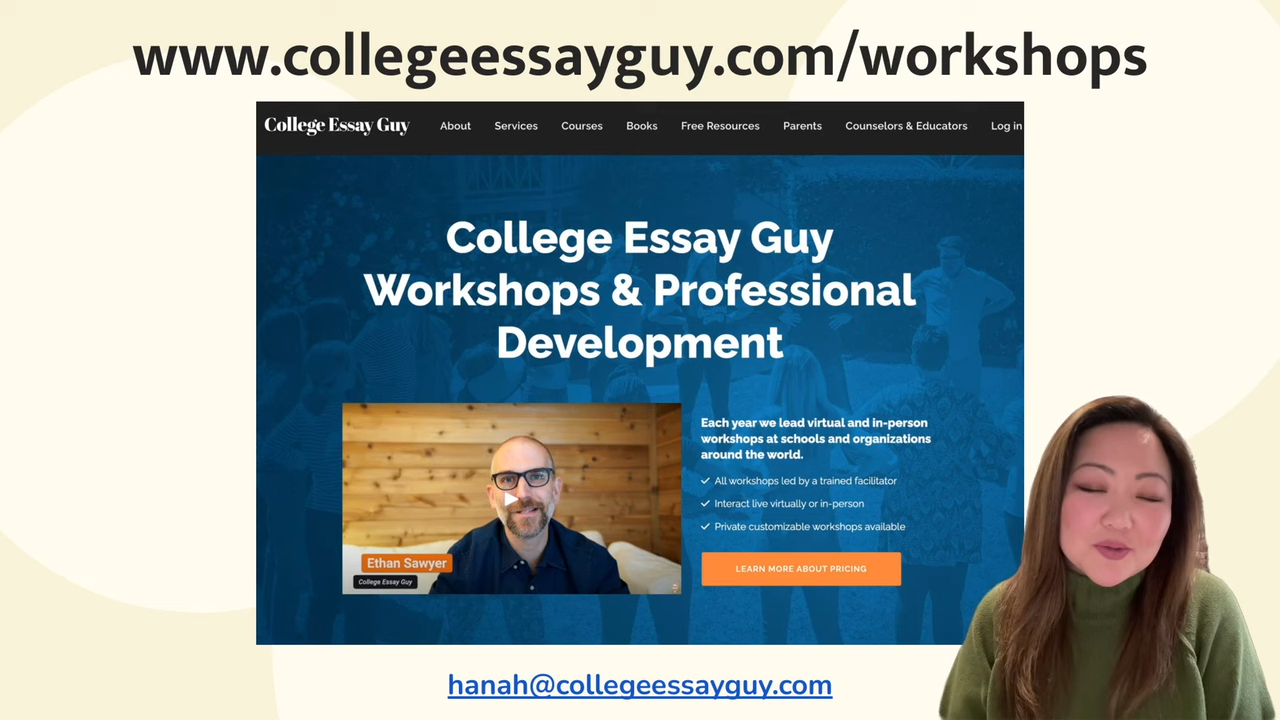 www.collegeessayguy.com/workshops
College Essay Guy
About
Services
Courses
Books
Free Resources
Parents
Counselors & Educators
Log in
College Essay Guy
Workshops & Professional
Development
Each year we lead virtual and in-person
workshops at schools and organizations
around the world.
All workshops led by a trained facilitator
Interact live virtually or in-person
Private customizable workshops available
LEARN MORE ABOUT PRICING
Ethan Sawyer
College Essay Guy
hanah@collegeessayguy.com